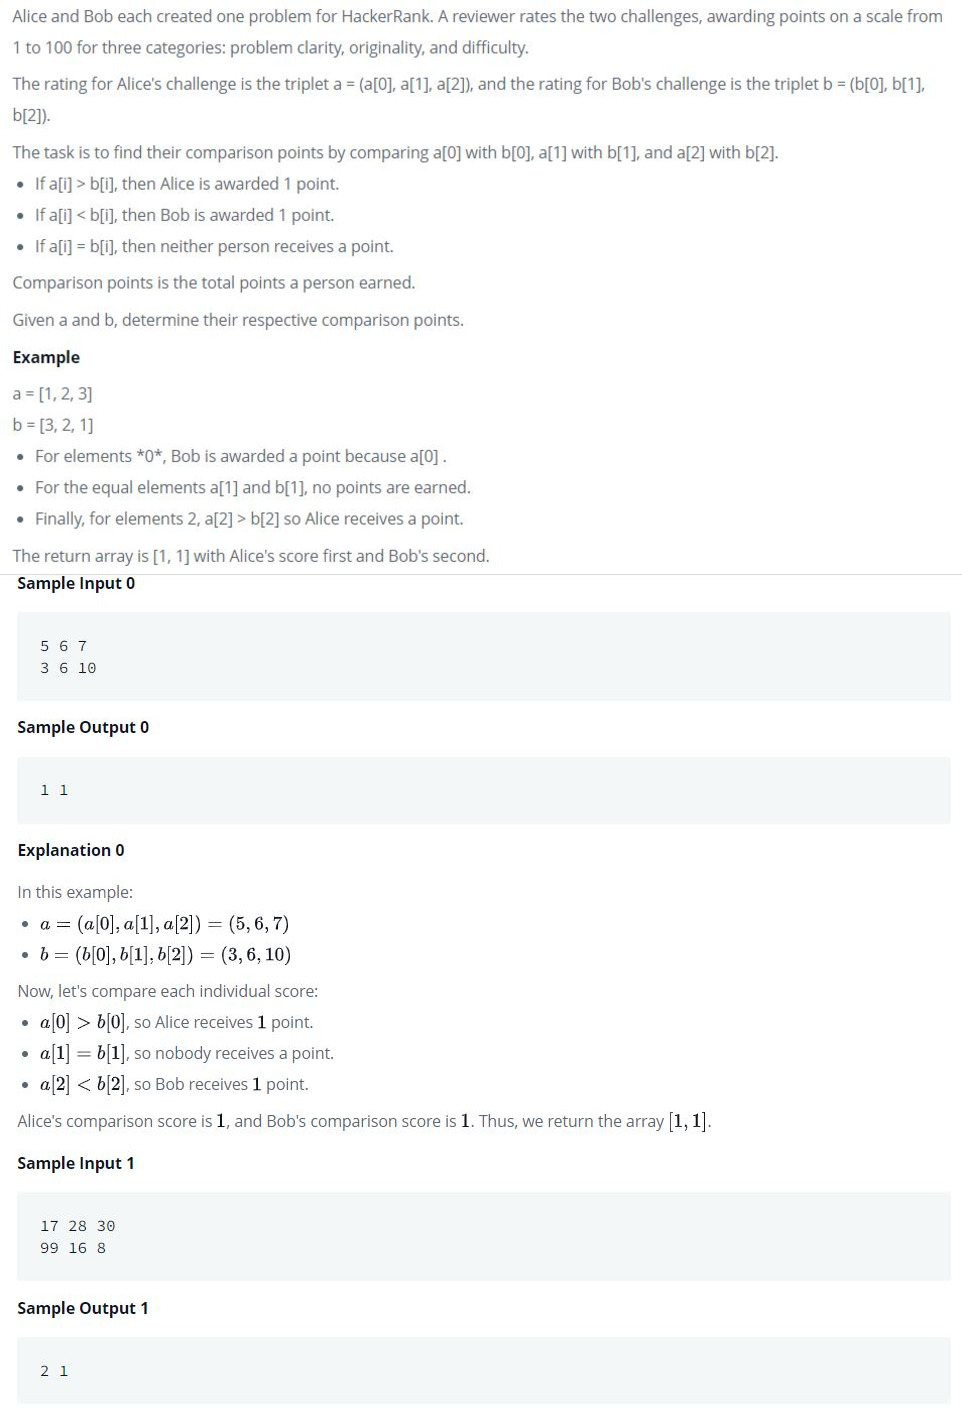 Alice and Bob each created one problem for HackerRank. A reviewer rates the two challenges, awarding points on a scale from
1 to 100 for three categories: problem clarity, originality, and difficulty.
The rating for Alice's challenge is the triplet a = (a[0], a[1], a[2]), and the rating for Bob's challenge is the triplet b = (b[0], b[1],
b[2]).
The task is to find their comparison points by comparing a[0] with b[0], a[1] with b[1], and a[2] with b[2].
• If a[i] > b[i], then Alice is awarded 1 point.
• If a[i] < b[i], then Bob is awarded 1 point.
• If a[i] = b[i], then neither person receives a point.
Comparison points is the total points a person earned.
Given a and b, determine their respective comparison points.
Example
a = [1, 2, 3]
b = [3, 2, 1]
• For elements *0*, Bob is awarded a point because a[0] .
• For the equal elements a[1] and b[1], no points are earned.
• Finally, for elements 2, a[2] > b[2] so Alice receives a point.
The return array is [1, 1] with Alice's score first and Bob's second.
Sample Input 0
5 6 7
3 6 10
Sample Output 0
1 1
Explanation 0
In this example:
• a = (a[0], a[1], a[2]) = (5, 6, 7)
• b = (b[0], b[1], b[2]) = (3, 6, 10)
Now, let's compare each individual score:
• a[0] > b[0], so Alice receives 1 point.
• a[1] = b[1], so nobody receives a point.
• a[2] < b[2], so Bob receives 1 point.
Alice's comparison score is 1, and Bob's comparison score is 1. Thus, we return the array [1, 1].
Sample Input 1
17 28 30
99 16 8
Sample Output 1
2 1